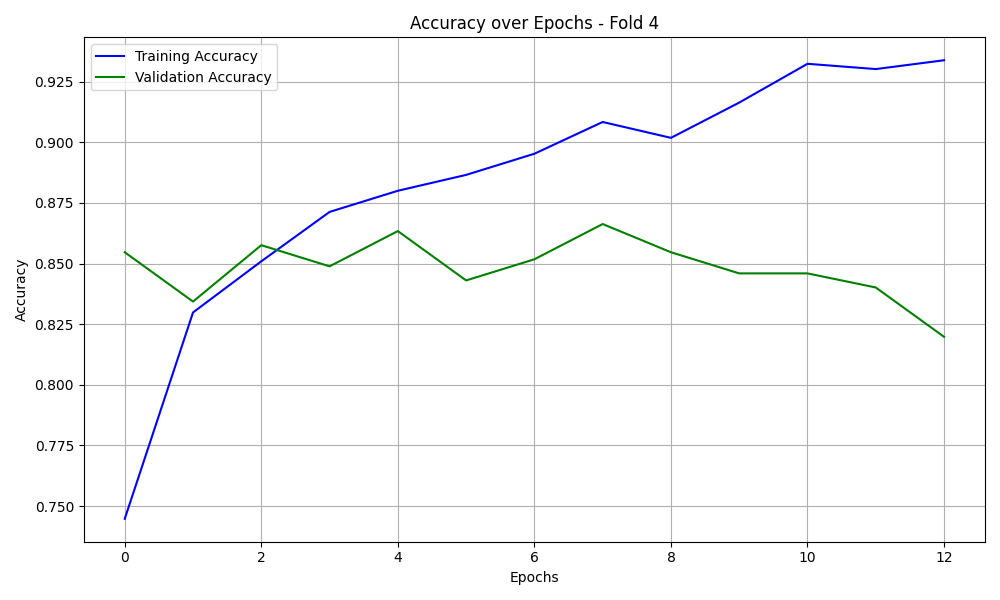 Accuracy over Epochs - Fold 4
Training Accuracy
Validation Accuracy
Accuracy
0.925
0.900
0.875
0.850
0.825
0.800
0.775
0.750
0 2 4 6 8 10 12
Epochs